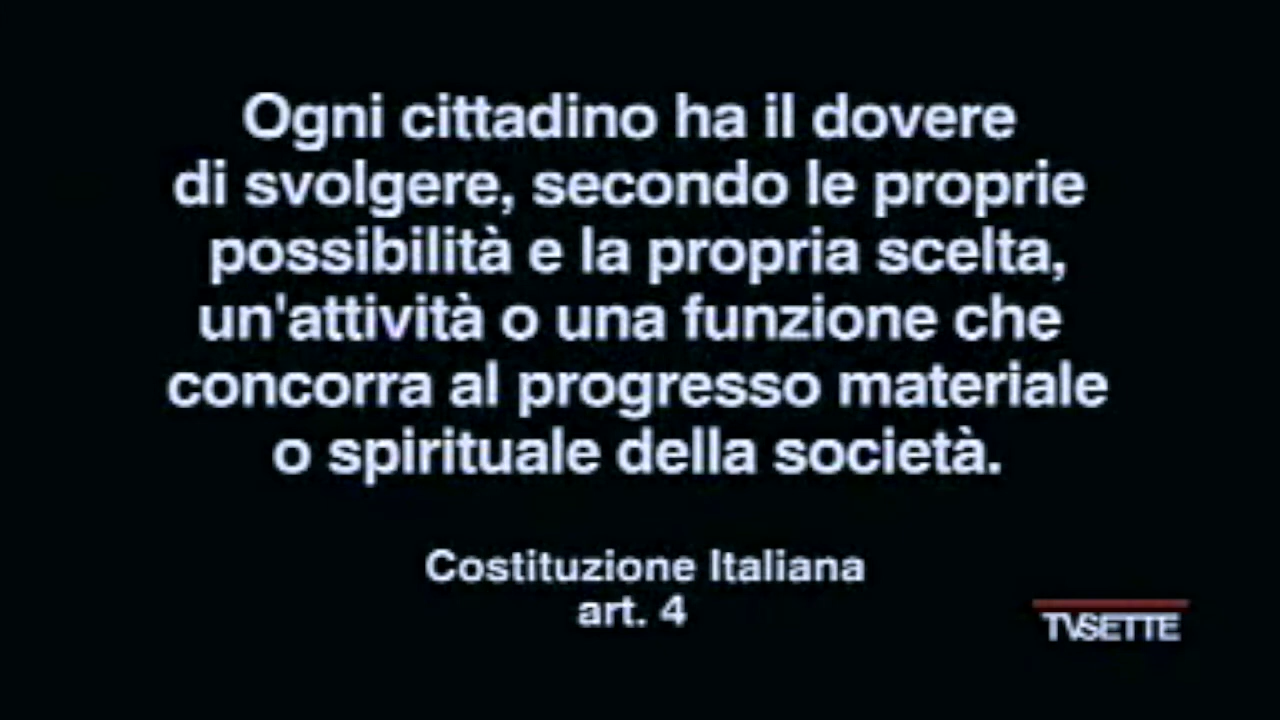 Ogni cittadino ha il dovere
di svolgere, secondo le proprie
possibilità e la propria scelta,
un'attività o una funzione che
concorra al progresso materiale
o spirituale della società.
Costituzione Italiana
art. 4
TVSETTE